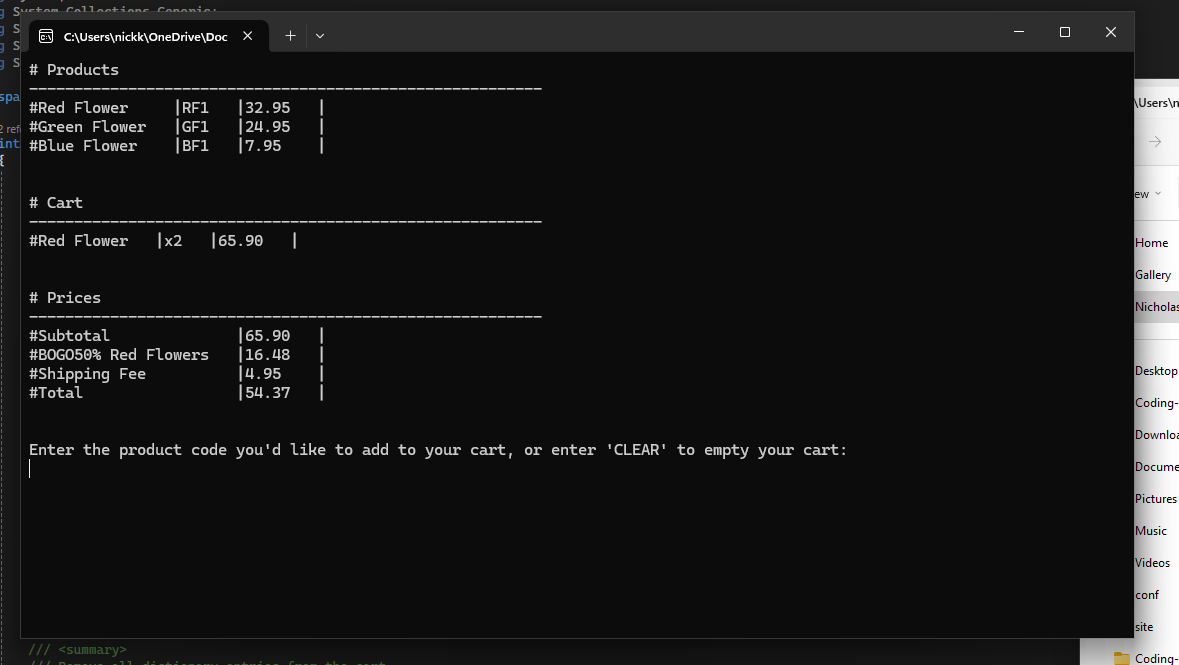 g System.Collections.Generic;
g S
g S
g S
spa
2 ref
int
{
C:\Users\nickk\OneDrive\Doc
# Products
---------------------------------------------------------
#Red Flower     |RF1   |32.95   |
#Green Flower   |GF1   |24.95   |
#Blue Flower    |BF1   |7.95    |
# Cart
---------------------------------------------------------
#Red Flower   |x2   |65.90   |
# Prices
---------------------------------------------------------
#Subtotal              |65.90   |
#BOGO50% Red Flowers   |16.48   |
#Shipping Fee          |4.95    |
#Total                 |54.37   |
Enter the product code you'd like to add to your cart, or enter 'CLEAR' to empty your cart:
/// <summary>
/// Remove all dictionary entries from the cart
\Users\n
ew
Home
Gallery
Nicholas
Desktop
Coding-
Downloa
Docume
Pictures
Music
Videos
conf
site
Coding-